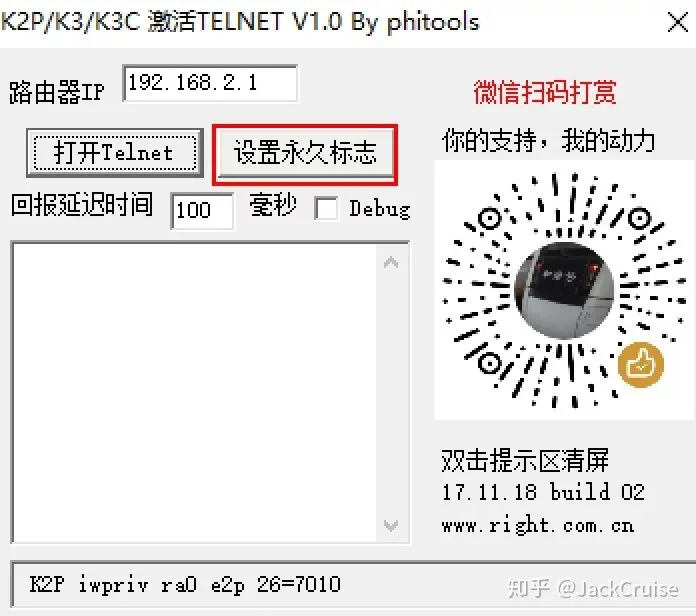 K2P/K3/K3C 激活TELNET V1.0 By phitools
路由器IP 192.168.2.1
微信扫码打赏
打开Telnet 设置永久标志
你的支持，我的动力
回报延迟时间 100 毫秒 Debug
双击提示区清屏
17.11.18 build 02
www.right.com.cn
K2P iwpriv ra0 e2p 26=7010
知乎 @JackCruise